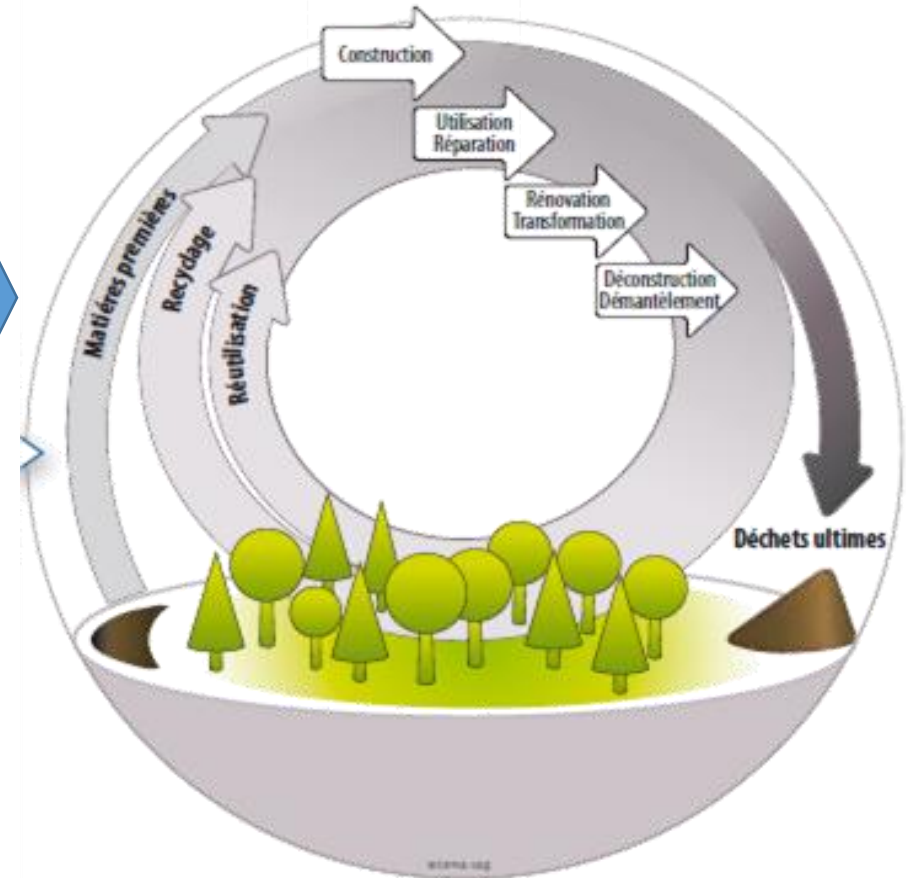 Construction
Utilisation
Réparation
Rénovation
Transformation
Déconstruction
Démantèlement
Matières premières
Recyclage
Réutilisation
Déchets ultimes